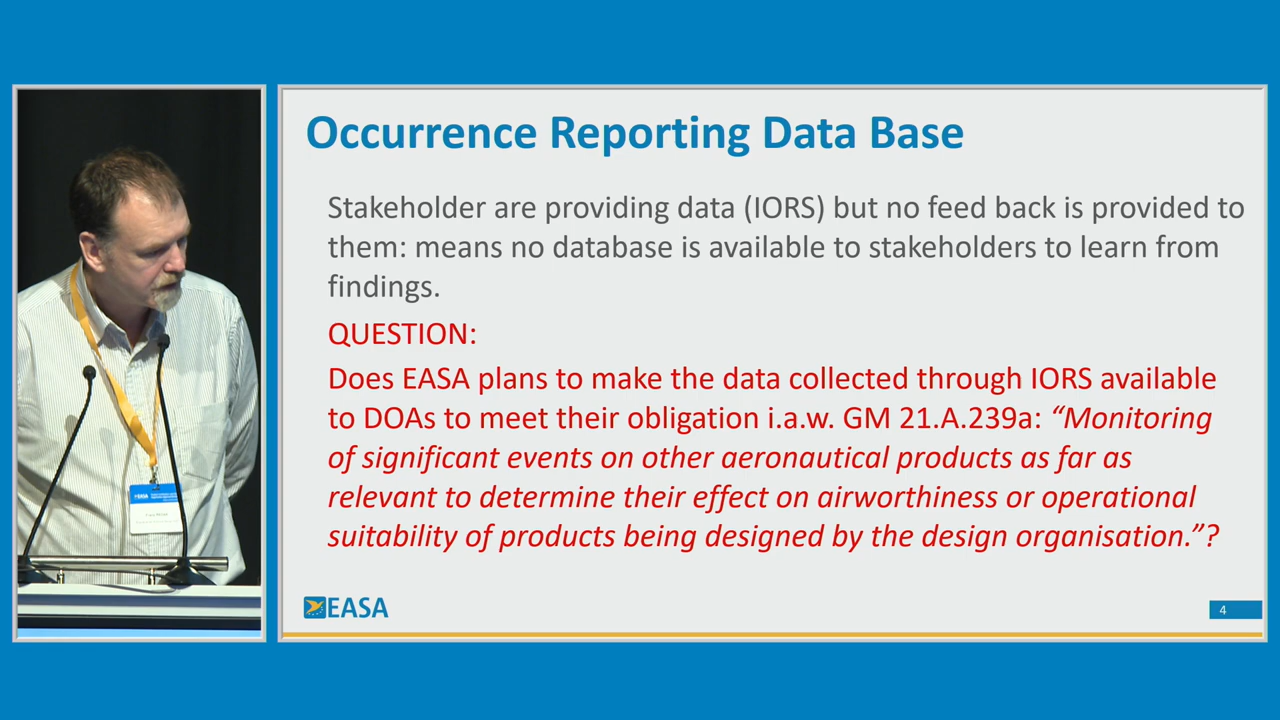 Occurrence Reporting Data Base
Stakeholder are providing data (IORS) but no feed back is provided to
them: means no database is available to stakeholders to learn from
findings.
QUESTION:
Does EASA plans to make the data collected through IORS available
to DOAs to meet their obligation i.a.w. GM 21.A.239a: “Monitoring
of significant events on other aeronautical products as far as
relevant to determine their effect on airworthiness or operational
suitability of products being designed by the design organisation.”?
EASA
4
EASA